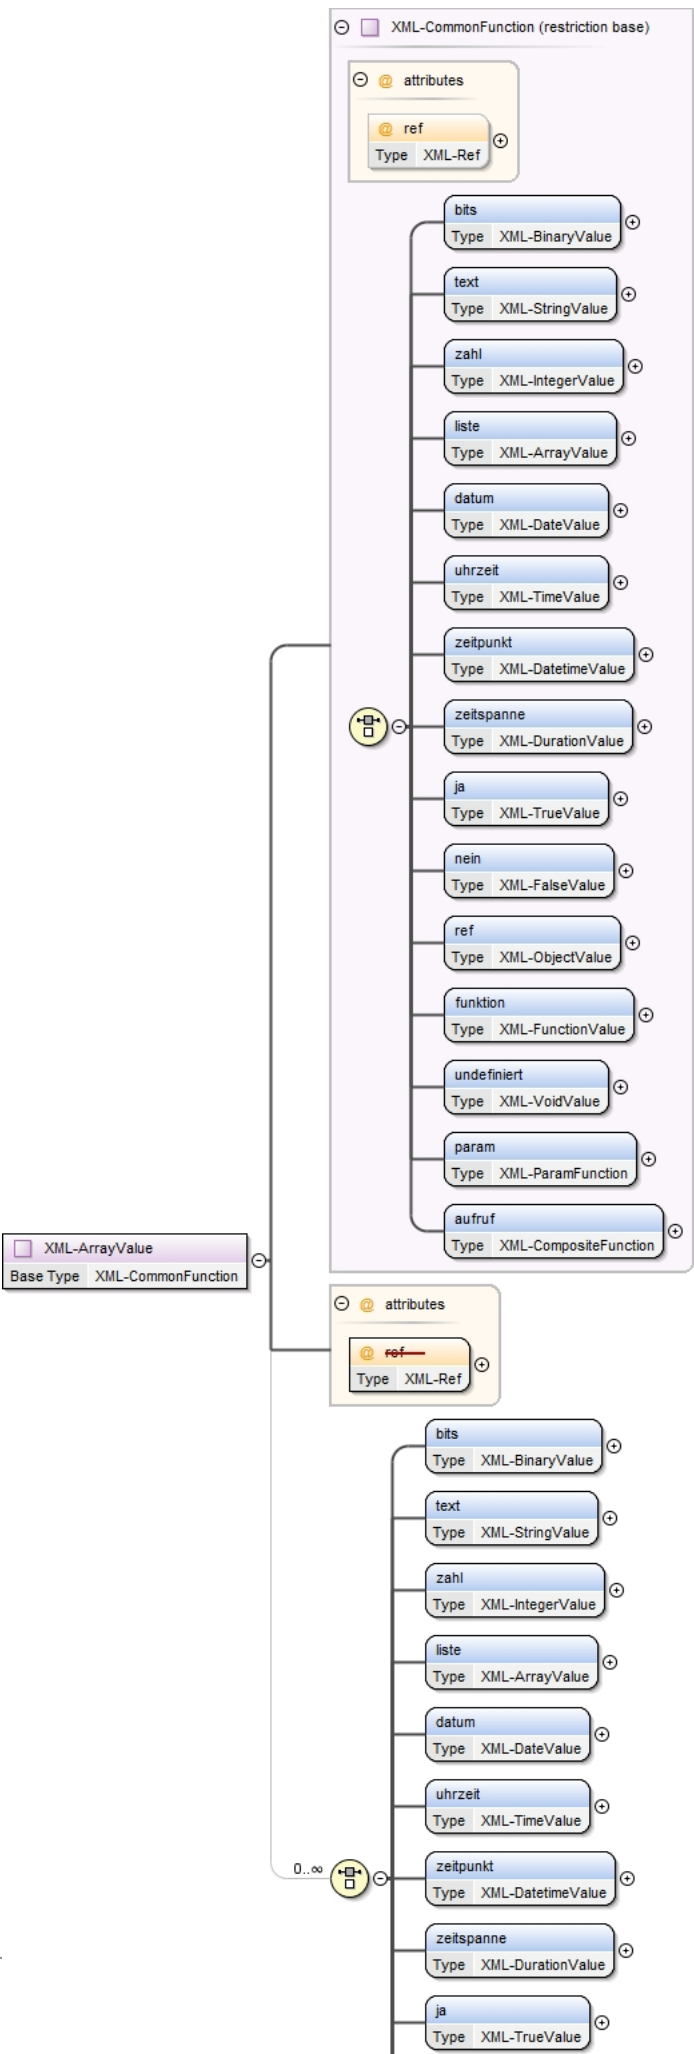 XML-CommonFunction (restriction base)
@ attributes
@ ref
Type XML-Ref
bits
Type XML-BinaryValue
text
Type XML-StringValue
zahl
Type XML-IntegerValue
liste
Type XML-ArrayValue
datum
Type XML-DateValue
uhrzeit
Type XML-TimeValue
zeitpunkt
Type XML-DatetimeValue
zeitspanne
Type XML-DurationValue
ja
Type XML-TrueValue
nein
Type XML-FalseValue
ref
Type XML-ObjectValue
funktion
Type XML-FunctionValue
undefiniert
Type XML-VoidValue
param
Type XML-ParamFunction
aufruf
Type XML-CompositeFunction
XML-ArrayValue
Base Type XML-CommonFunction
@ attributes
@ ref
Type XML-Ref
bits
Type XML-BinaryValue
text
Type XML-StringValue
zahl
Type XML-IntegerValue
liste
Type XML-ArrayValue
datum
Type XML-DateValue
uhrzeit
Type XML-TimeValue
0..∞
zeitpunkt
Type XML-DatetimeValue
zeitspanne
Type XML-DurationValue
ja
Type XML-TrueValue